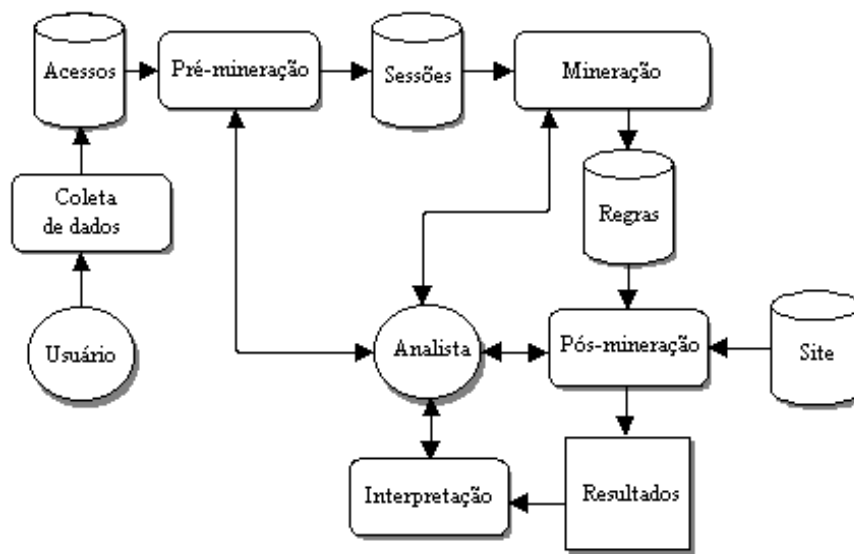 Acessos
Pré-mineração
Sessões
Mineração
Coleta
de dados
Regras
Usuário
Analista
Pós-mineração
Site
Interpretação
Resultados